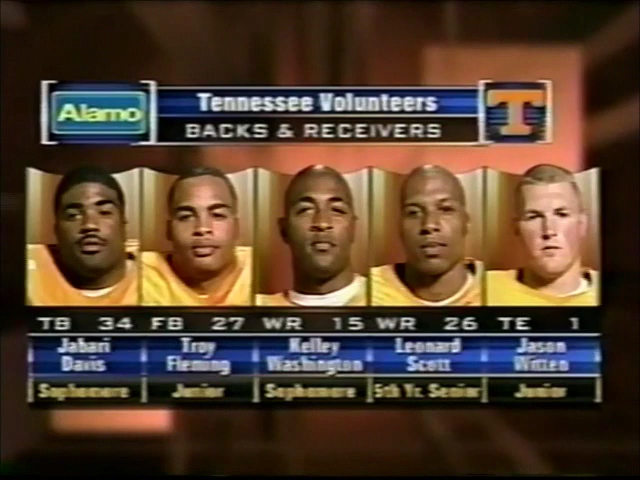 Alamo
Tennessee Volunteers
T
BACKS & RECEIVERS
TB 34 FB 27 WR 15 WR 26 TE 1
Jabari Davis
Troy Fleming
Kelley Washington
Leonard Scott
Jason Witten
Sophomore
Junior
Sophomore
5th Yr. Senior
Junior